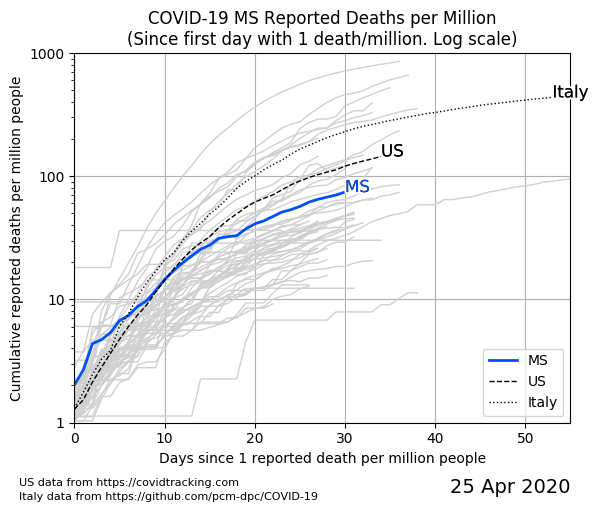 COVID-19 MS Reported Deaths per Million
(Since first day with 1 death/million. Log scale)
Cumulative reported deaths per million people
1000
100
10
1
Italy
US
MS
MS
US
Italy
0
10
20
30
40
50
Days since 1 reported death per million people
US data from https://covidtracking.com
Italy data from https://github.com/pcm-dpc/COVID-19
25 Apr 2020